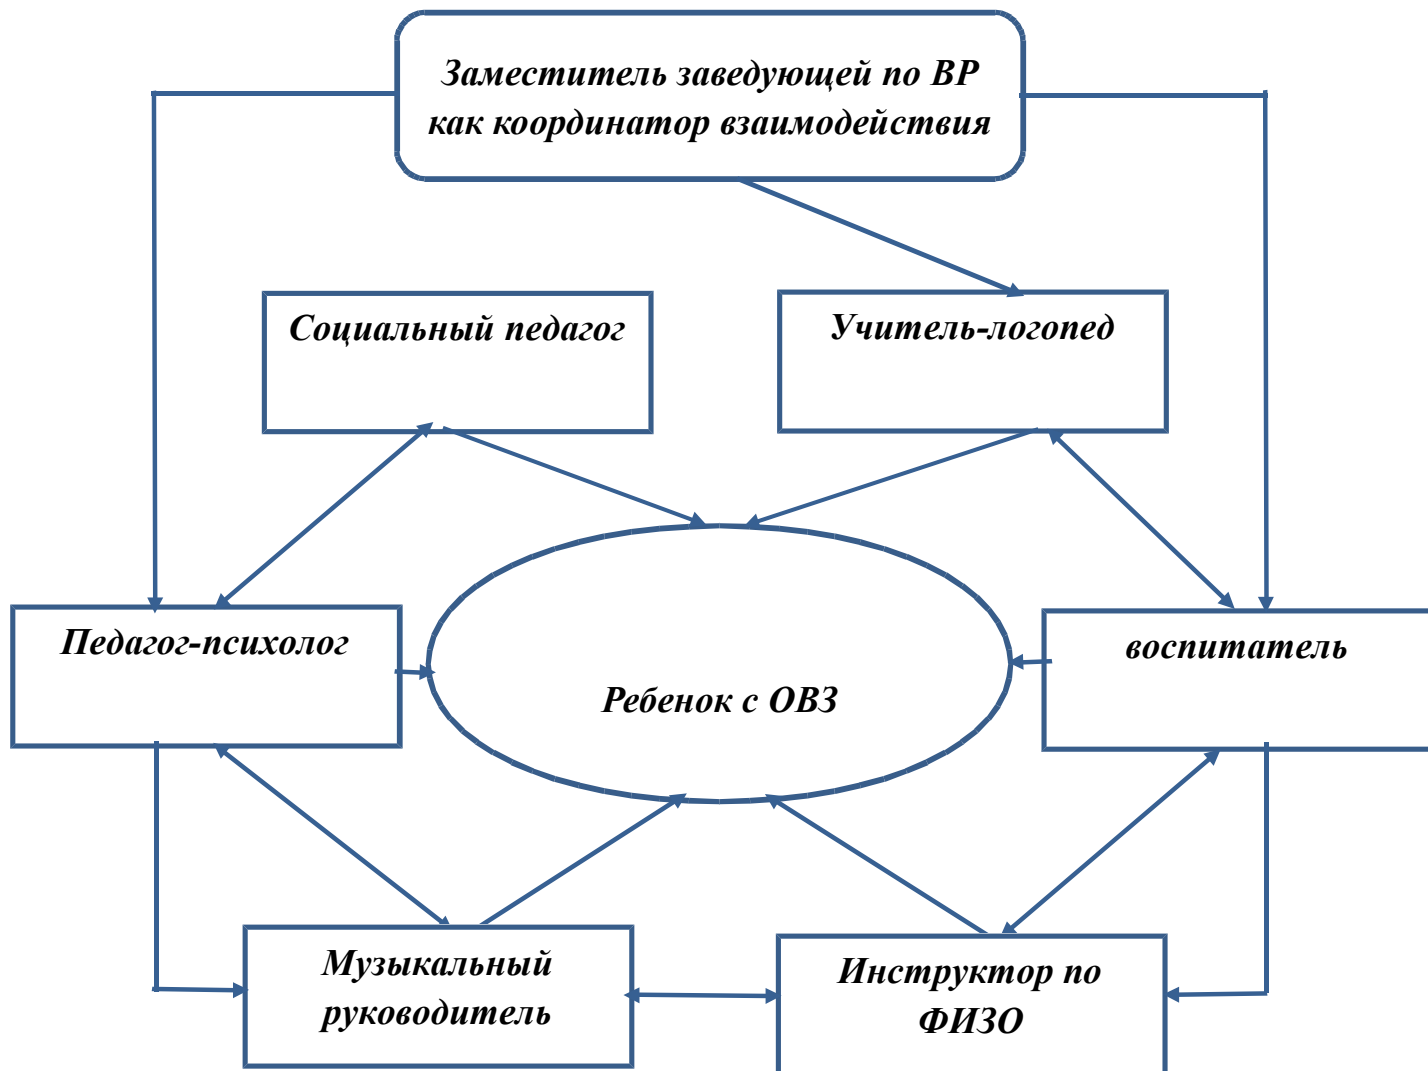 Заместитель заведующей по ВР
как координатор взаимодействия
Социальный педагог
Учитель-логопед
Педагог-психолог
воспитатель
Ребенок с ОВЗ
Музыкальный
руководитель
Инструктор по
ФИЗО